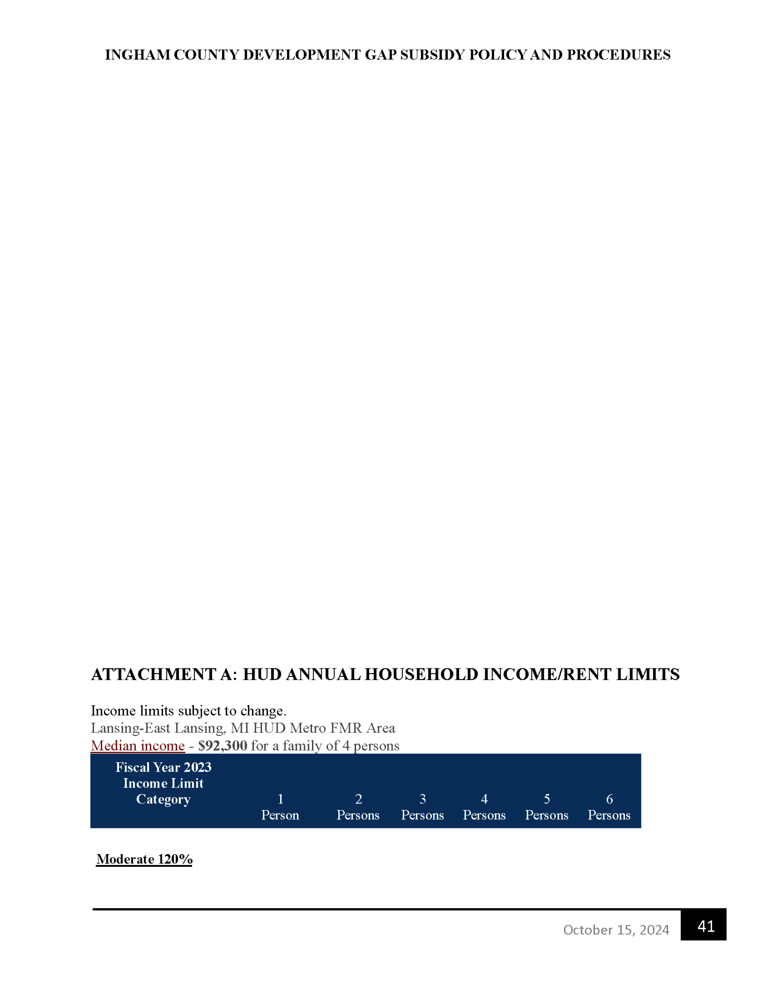 INGHAM COUNTY DEVELOPMENT GAP SUBSIDY POLICY AND PROCEDURES
ATTACHMENT A: HUD ANNUAL HOUSEHOLD INCOME/RENT LIMITS
Income limits subject to change.
Lansing-East Lansing, MI HUD Metro FMR Area
Median income - $92,300 for a family of 4 persons
Fiscal Year 2023
Income Limit
Category 1 2 3 4 5 6
Person Persons Persons Persons Persons Persons
Moderate 120%
October 15, 2024 41